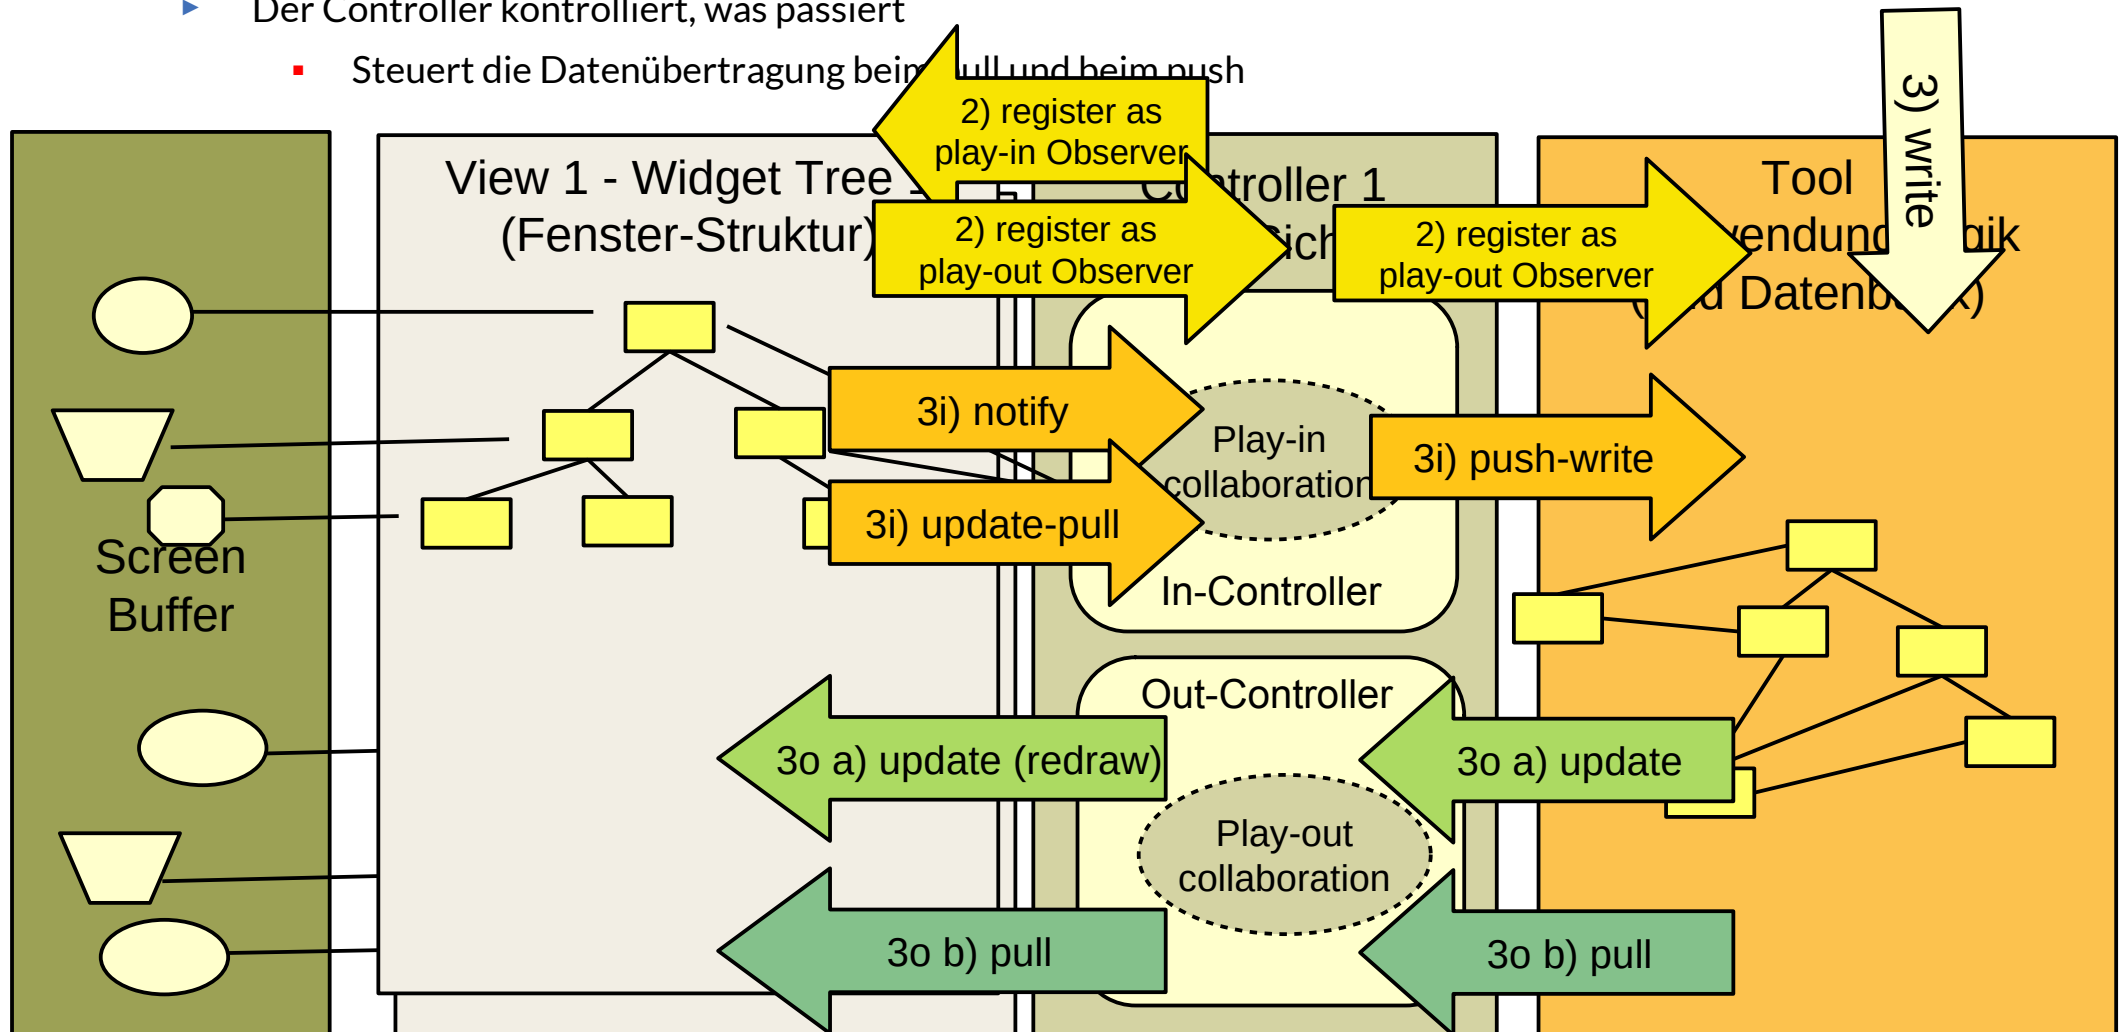 Der Controller kontrolliert, was passiert
Steuert die Datenübertragung beim pull und beim push
2) register as
play-in Observer
3) write
View 1 - Widget Tree
(Fenster-Struktur)
Controller 1
Tool
2) register as
play-out Observer
2) register as
play-out Observer
3i) notify
Play-in
collaboration
3i) push-write
3i) update-pull
In-Controller
Screen
Buffer
Out-Controller
3o a) update (redraw)
3o a) update
Play-out
collaboration
3o b) pull
3o b) pull